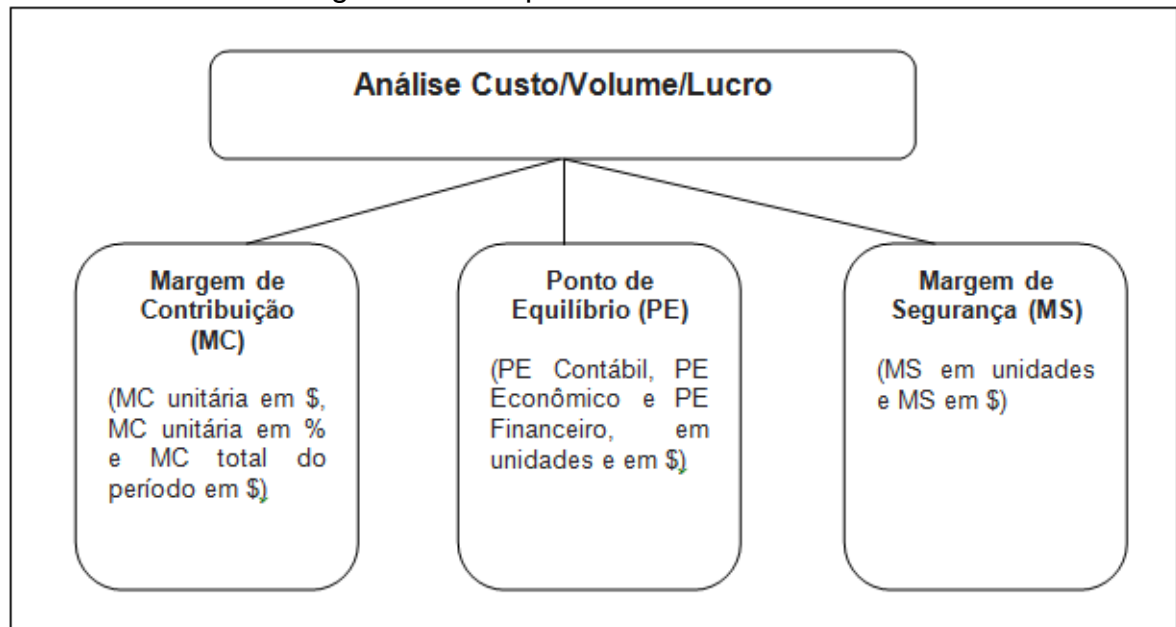 Análise Custo/Volume/Lucro
Margem de
Contribuição
(MC)
(MC unitária em $,
MC unitária em %
e MC total do
período em $)
Ponto de
Equilíbrio (PE)
(PE Contábil, PE
Econômico e PE
Financeiro, em
unidades e em $)
Margem de
Segurança (MS)
(MS em unidades
e MS em $)